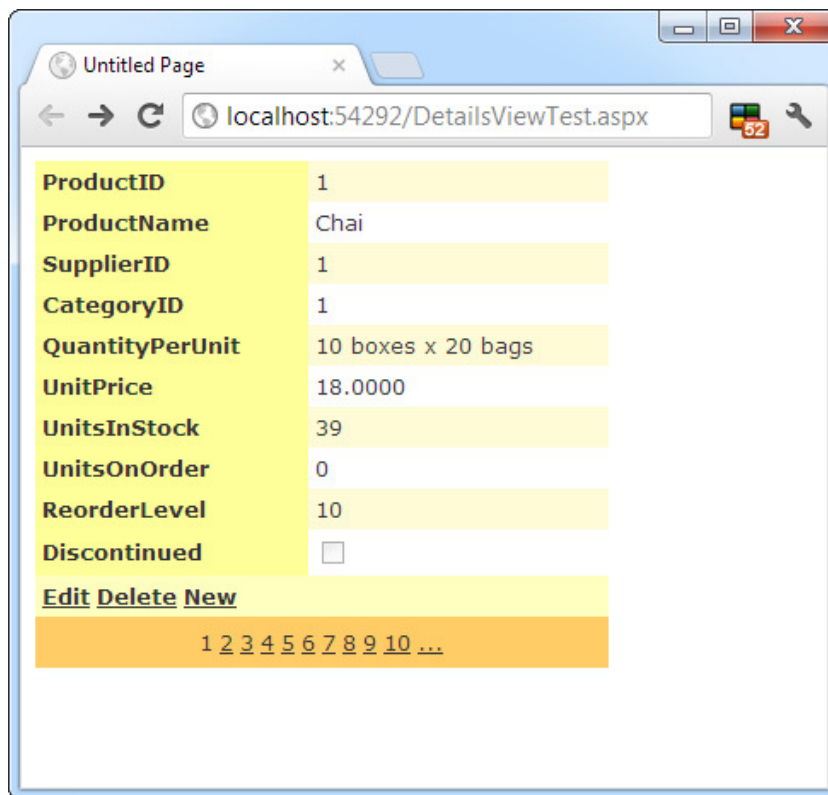 Untitled Page
localhost:54292/DetailsViewTest.aspx
52
ProductID 1
ProductName Chai
SupplierID 1
CategoryID 1
QuantityPerUnit 10 boxes x 20 bags
UnitPrice 18.0000
UnitsInStock 39
UnitsOnOrder 0
ReorderLevel 10
Discontinued
Edit Delete New
1 2 3 4 5 6 7 8 9 10 ...